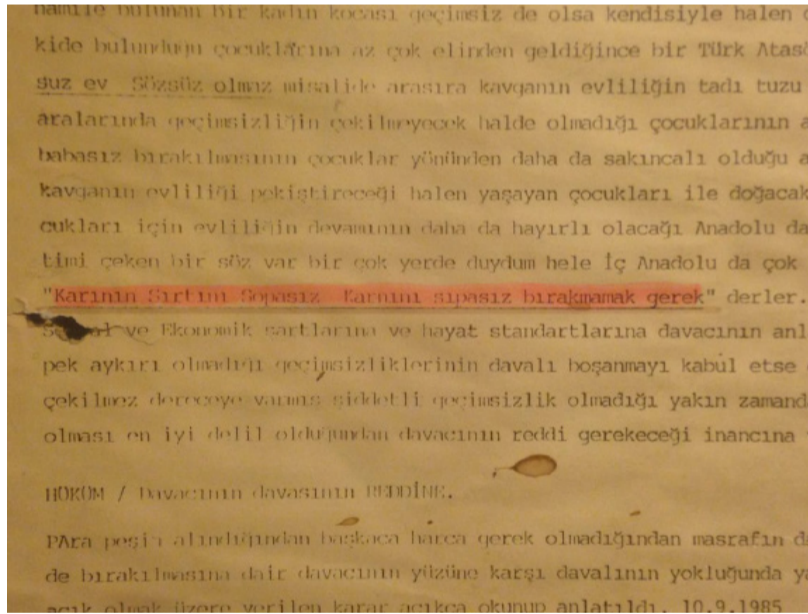 hamile bulunan bir kadın kocası geçimsiz de olsa kendisiyle halen
kide bulunduğu çocuklarına az çok elinden geldiğince bir Türk Atasö
suz ev Sözsüz olmaz misalide arasıra kavganın evliliğin tadı tuzu
aralarında geçimsizliğin çekilmeyecek halde olmadığı çocuklarının a
babasız bırakılmasının çocuklar yönünden daha da sakıncalı olduğu a
kavganın evliliği pekiştireceği halen yaşayan çocukları ile doğacak
cukları için evliliğin devamının daha da hayırlı olacağı Anadolu da
timi çeken bir söz var bir çok yerde duydum hele İç Anadolu da çok
"Karının Sırtını Sopasız Karnını sıpasız bırakmamak gerek" derler.
ve Ekonomik şartlarına ve hayat standartlarına davacının anl
pek aykırı olmadığı geçimsizliklerinin davalı boşanmayı kabul etse
çekilmez dereceye varmış şiddetli geçimsizlik olmadığı yakın zamand
olması en iyi delil olduğundan davacının reddi gerekeceği inancına
HÜKÜM / Davacının davasının REDDİNE.
PAra peşin alındığından başkaca harca gerek olmadığından masrafın d
de bırakılmasına dair davacının yüzüne karşı davalının yokluğunda ya
açık olmak üzere verilen karar açıkca okunup anlatıldı. 10.9.1985